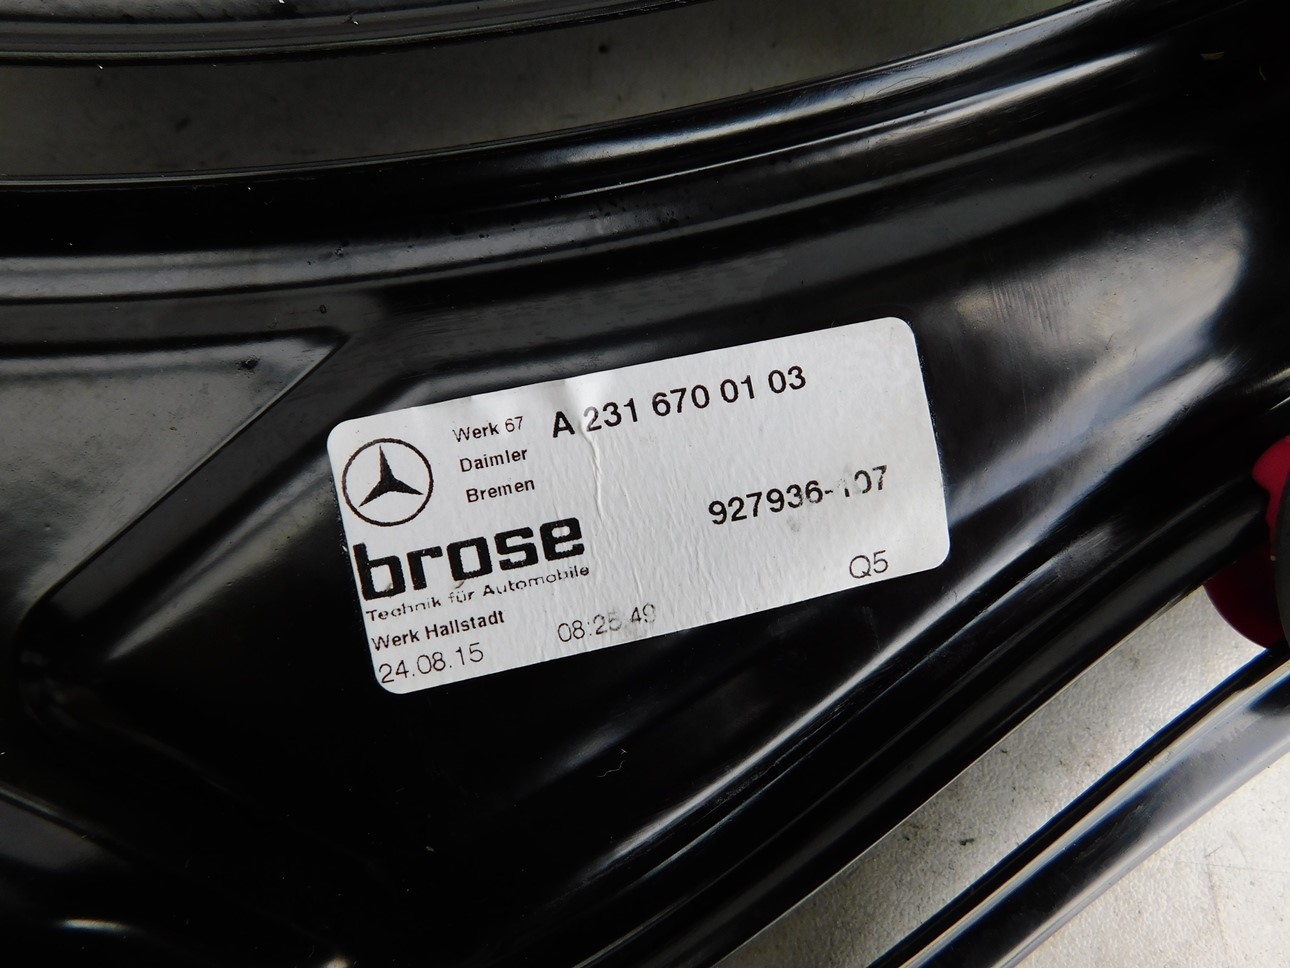 Werk 67 A 231 670 01 03
Daimler
Bremen 927936-107
brose
Technik für Automobile Q5
Werk Hallstadt
24.08.15 08:25:49